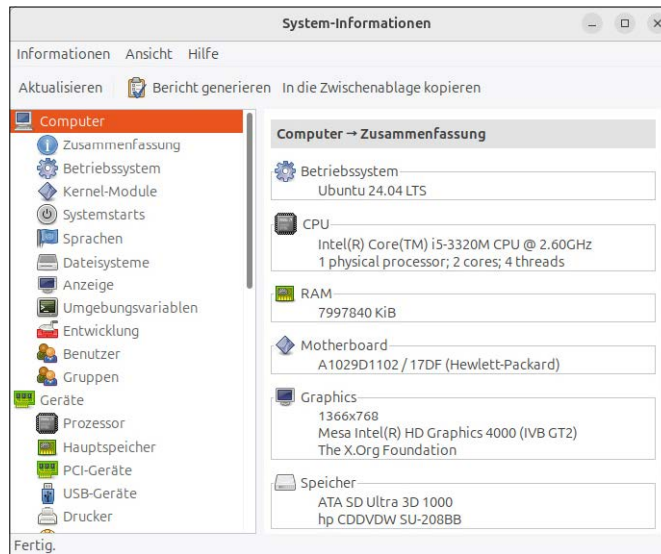 System-Informationen
Informationen Ansicht Hilfe
Aktualisieren Bericht generieren In die Zwischenablage kopieren
Computer
Zusammenfassung
Betriebssystem
Kernel-Module
Systemstarts
Sprachen
Dateisysteme
Anzeige
Umgebungsvariablen
Entwicklung
Benutzer
Gruppen
Geräte
Prozessor
Hauptspeicher
PCI-Geräte
USB-Geräte
Drucker
Computer → Zusammenfassung
Betriebssystem
Ubuntu 24.04 LTS
CPU
Intel(R) Core(TM) i5-3320M CPU @ 2.60GHz
1 physical processor; 2 cores; 4 threads
RAM
7997840 KiB
Motherboard
A1029D1102 / 17DF (Hewlett-Packard)
Graphics
1366x768
Mesa Intel(R) HD Graphics 4000 (IVB GT2)
The X.Org Foundation
Speicher
ATA SD Ultra 3D 1000
hp CDDVDW SU-208BB
Fertig.